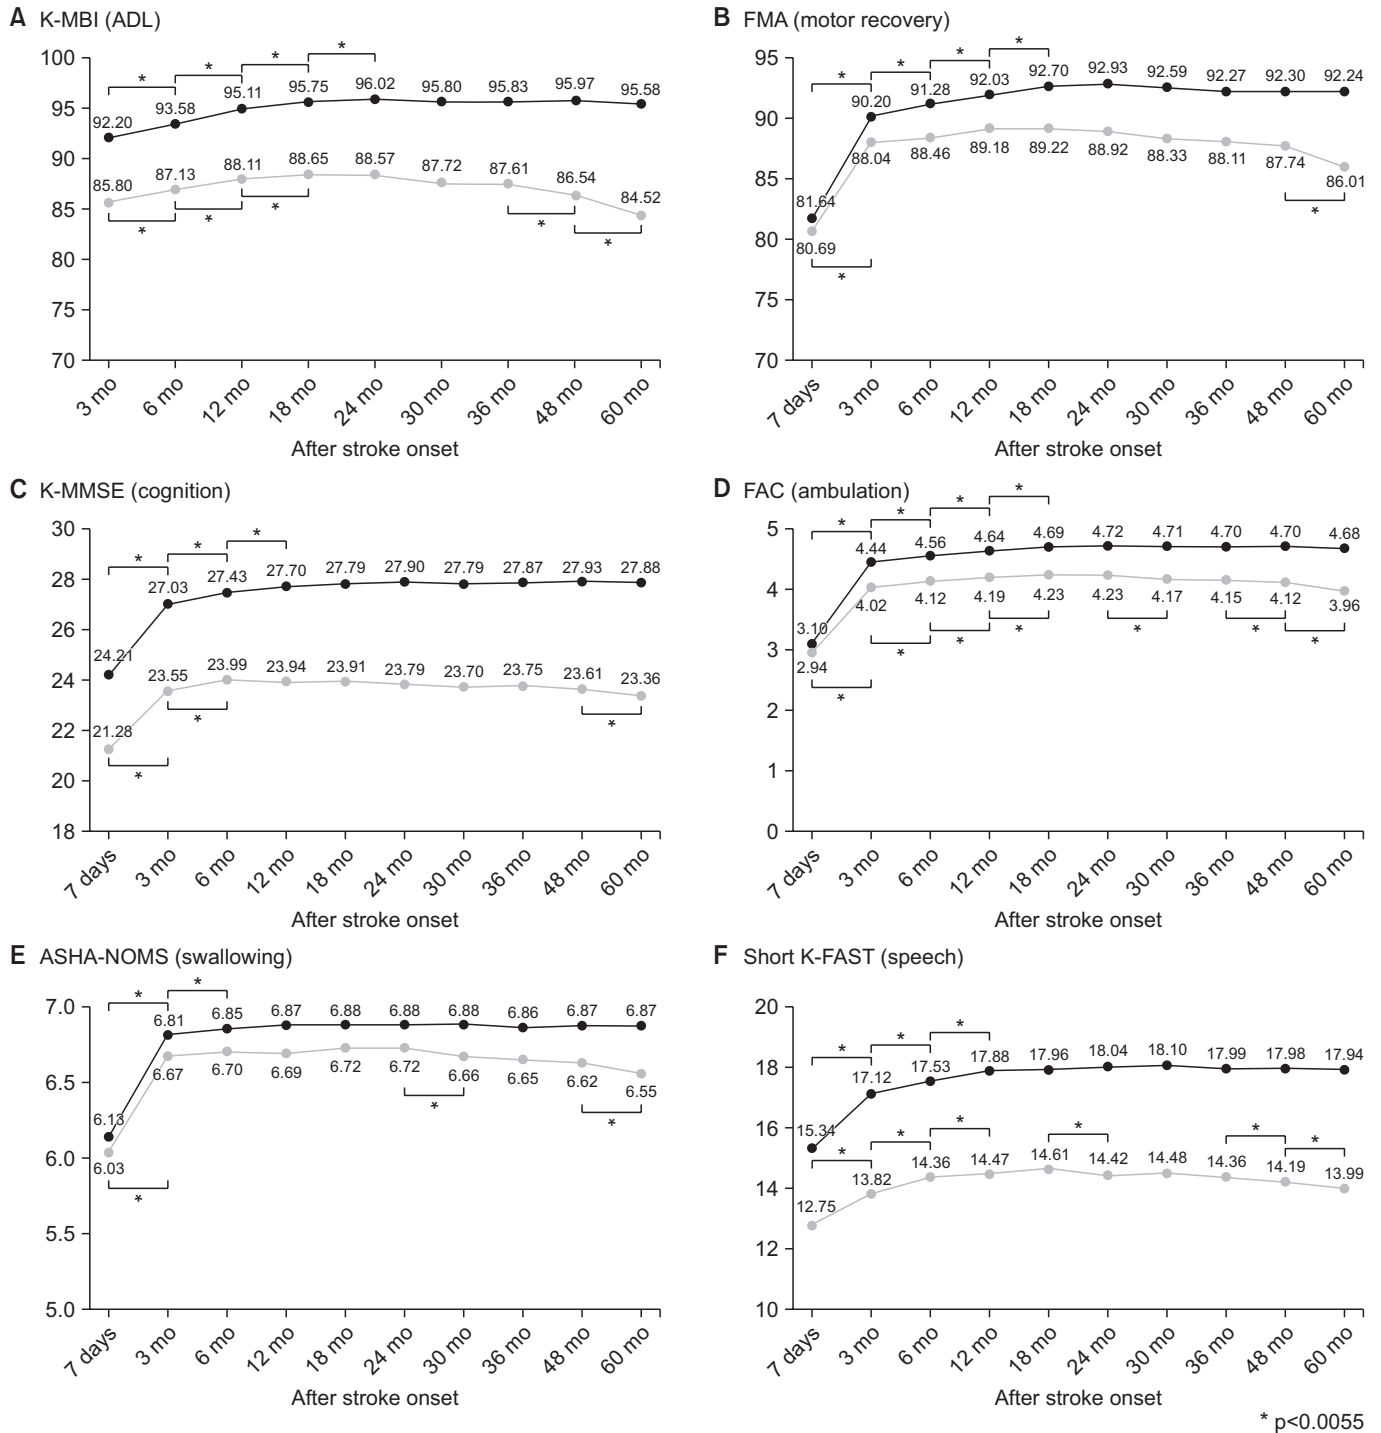 A K-MBI (ADL)
100
95
90
85
80
75
70
* * * *
92.20 93.58 95.11 95.75 96.02 95.80 95.83 95.97 95.58
85.80 87.13 88.11 88.65 88.57 87.72 87.61 86.54 84.52
* * * * *
3 mo 6 mo 12 mo 18 mo 24 mo 30 mo 36 mo 48 mo 60 mo
After stroke onset
B FMA (motor recovery)
95
90
85
80
75
70
* * * *
81.64 90.20 91.28 92.03 92.70 92.93 92.59 92.27 92.30 92.24
80.69 88.04 88.46 89.18 89.22 88.92 88.33 88.11 87.74 86.01
* *
7 days 3 mo 6 mo 12 mo 18 mo 24 mo 30 mo 36 mo 48 mo 60 mo
After stroke onset
C K-MMSE (cognition)
30
28
26
24
22
20
18
* * *
24.21 27.03 27.43 27.70 27.79 27.90 27.79 27.87 27.93 27.88
21.28 23.55 23.99 23.94 23.91 23.79 23.70 23.75 23.61 23.36
* * *
7 days 3 mo 6 mo 12 mo 18 mo 24 mo 30 mo 36 mo 48 mo 60 mo
After stroke onset
D FAC (ambulation)
5
4
3
2
1
0
* * * *
3.10 4.44 4.56 4.64 4.69 4.72 4.71 4.70 4.70 4.68
2.94 4.02 4.12 4.19 4.23 4.23 4.17 4.15 4.12 3.96
* * * * * * *
7 days 3 mo 6 mo 12 mo 18 mo 24 mo 30 mo 36 mo 48 mo 60 mo
After stroke onset
E ASHA-NOMS (swallowing)
7.0
6.5
6.0
5.5
5.0
* *
6.13 6.81 6.85 6.87 6.88 6.88 6.88 6.86 6.87 6.87
6.03 6.67 6.70 6.69 6.72 6.72 6.66 6.65 6.62 6.55
* * *
7 days 3 mo 6 mo 12 mo 18 mo 24 mo 30 mo 36 mo 48 mo 60 mo
After stroke onset
F Short K-FAST (speech)
20
18
16
14
12
10
* * *
15.34 17.12 17.53 17.88 17.96 18.04 18.10 17.99 17.98 17.94
* * * * * *
12.75 13.82 14.36 14.47 14.61 14.42 14.48 14.36 14.19 13.99
7 days 3 mo 6 mo 12 mo 18 mo 24 mo 30 mo 36 mo 48 mo 60 mo
After stroke onset
* p<0.0055